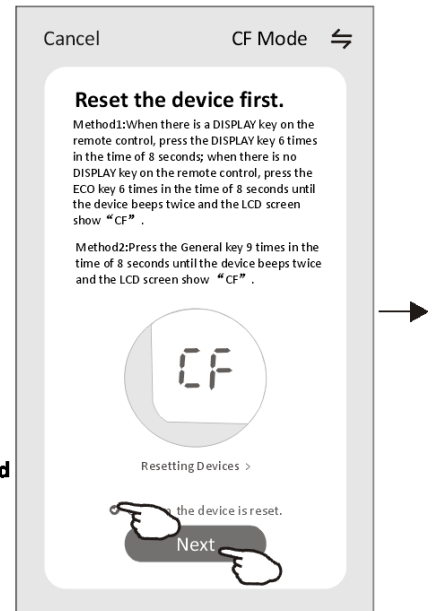 Cancel CF Mode
Reset the device first.
Method1:When there is a DISPLAY key on the
remote control, press the DISPLAY key 6 times
in the time of 8 seconds; when there is no
DISPLAY key on the remote control, press the
ECO key 6 times in the time of 8 seconds until
the device beeps twice and the LCD screen
show “CF” .
Method2:Press the General key 9 times in the
time of 8 seconds until the device beeps twice
and the LCD screen show “CF” .
CF
Resetting Devices >
d
the device is reset.
Next